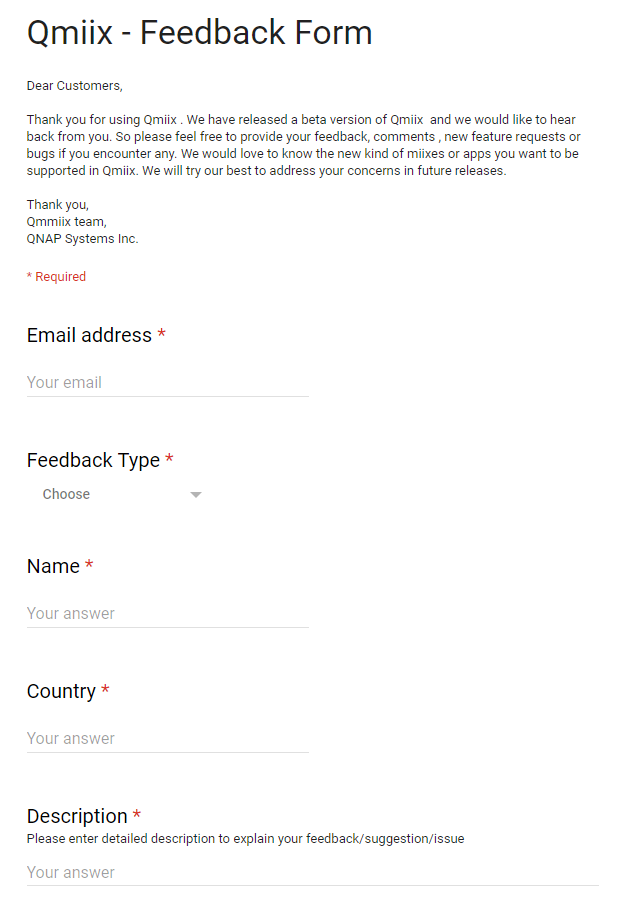 Qmiix - Feedback Form
Dear Customers,
Thank you for using Qmiix . We have released a beta version of Qmiix  and we would like to hear
back from you. So please feel free to provide your feedback, comments , new feature requests or
bugs if you encounter any. We would love to know the new kind of miixes or apps you want to be
supported in Qmiix. We will try our best to address your concerns in future releases.
Thank you,
Qmmiix team,
QNAP Systems Inc.
* Required
Email address *
Your email
Feedback Type *
Choose
Name *
Your answer
Country *
Your answer
Description *
Please enter detailed description to explain your feedback/suggestion/issue
Your answer